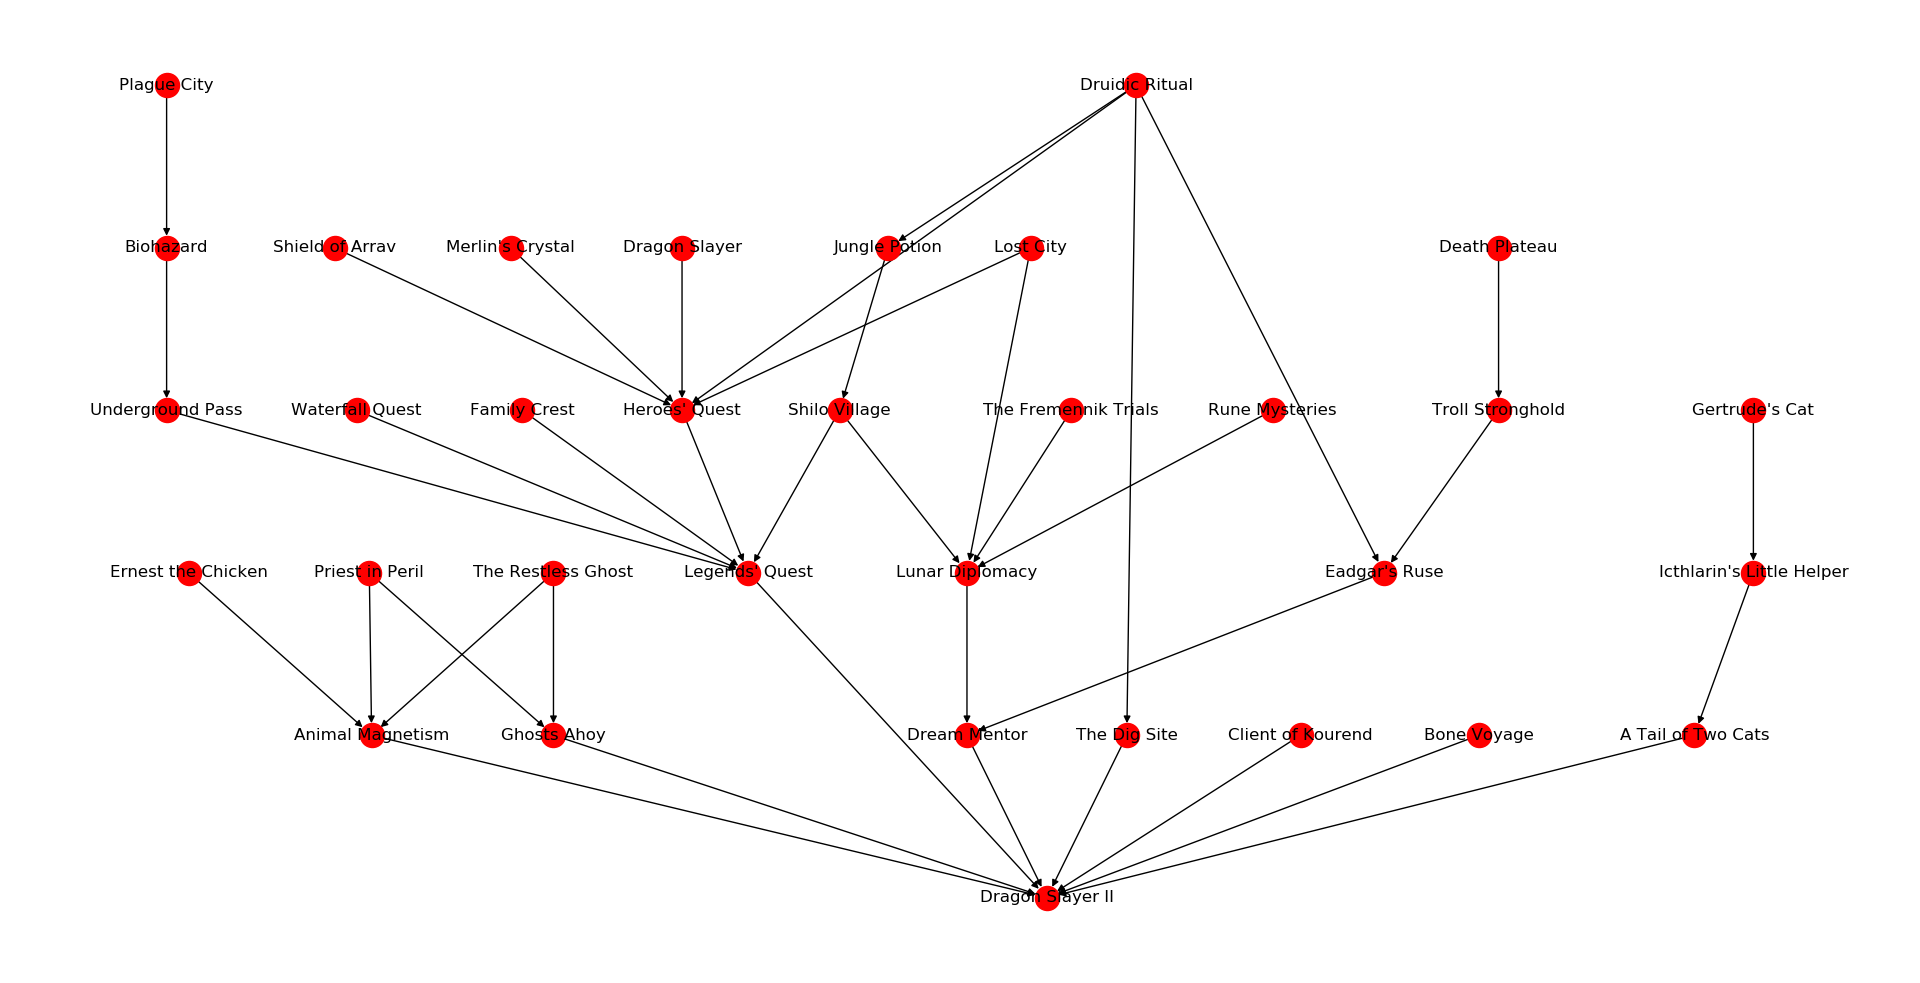 Plague City
Druidic Ritual
Biohazard
Shield of Arrav
Merlin's Crystal
Dragon Slayer
Jungle Potion
Lost City
Death Plateau
Underground Pass
Waterfall Quest
Family Crest
Heroes' Quest
Shilo Village
The Fremennik Trials
Rune Mysteries
Troll Stronghold
Gertrude's Cat
Ernest the Chicken
Priest in Peril
The Restless Ghost
Legends' Quest
Lunar Diplomacy
Eadgar's Ruse
Icthlarin's Little Helper
Animal Magnetism
Ghosts Ahoy
Dream Mentor
The Dig Site
Client of Kourend
Bone Voyage
A Tail of Two Cats
Dragon Slayer II